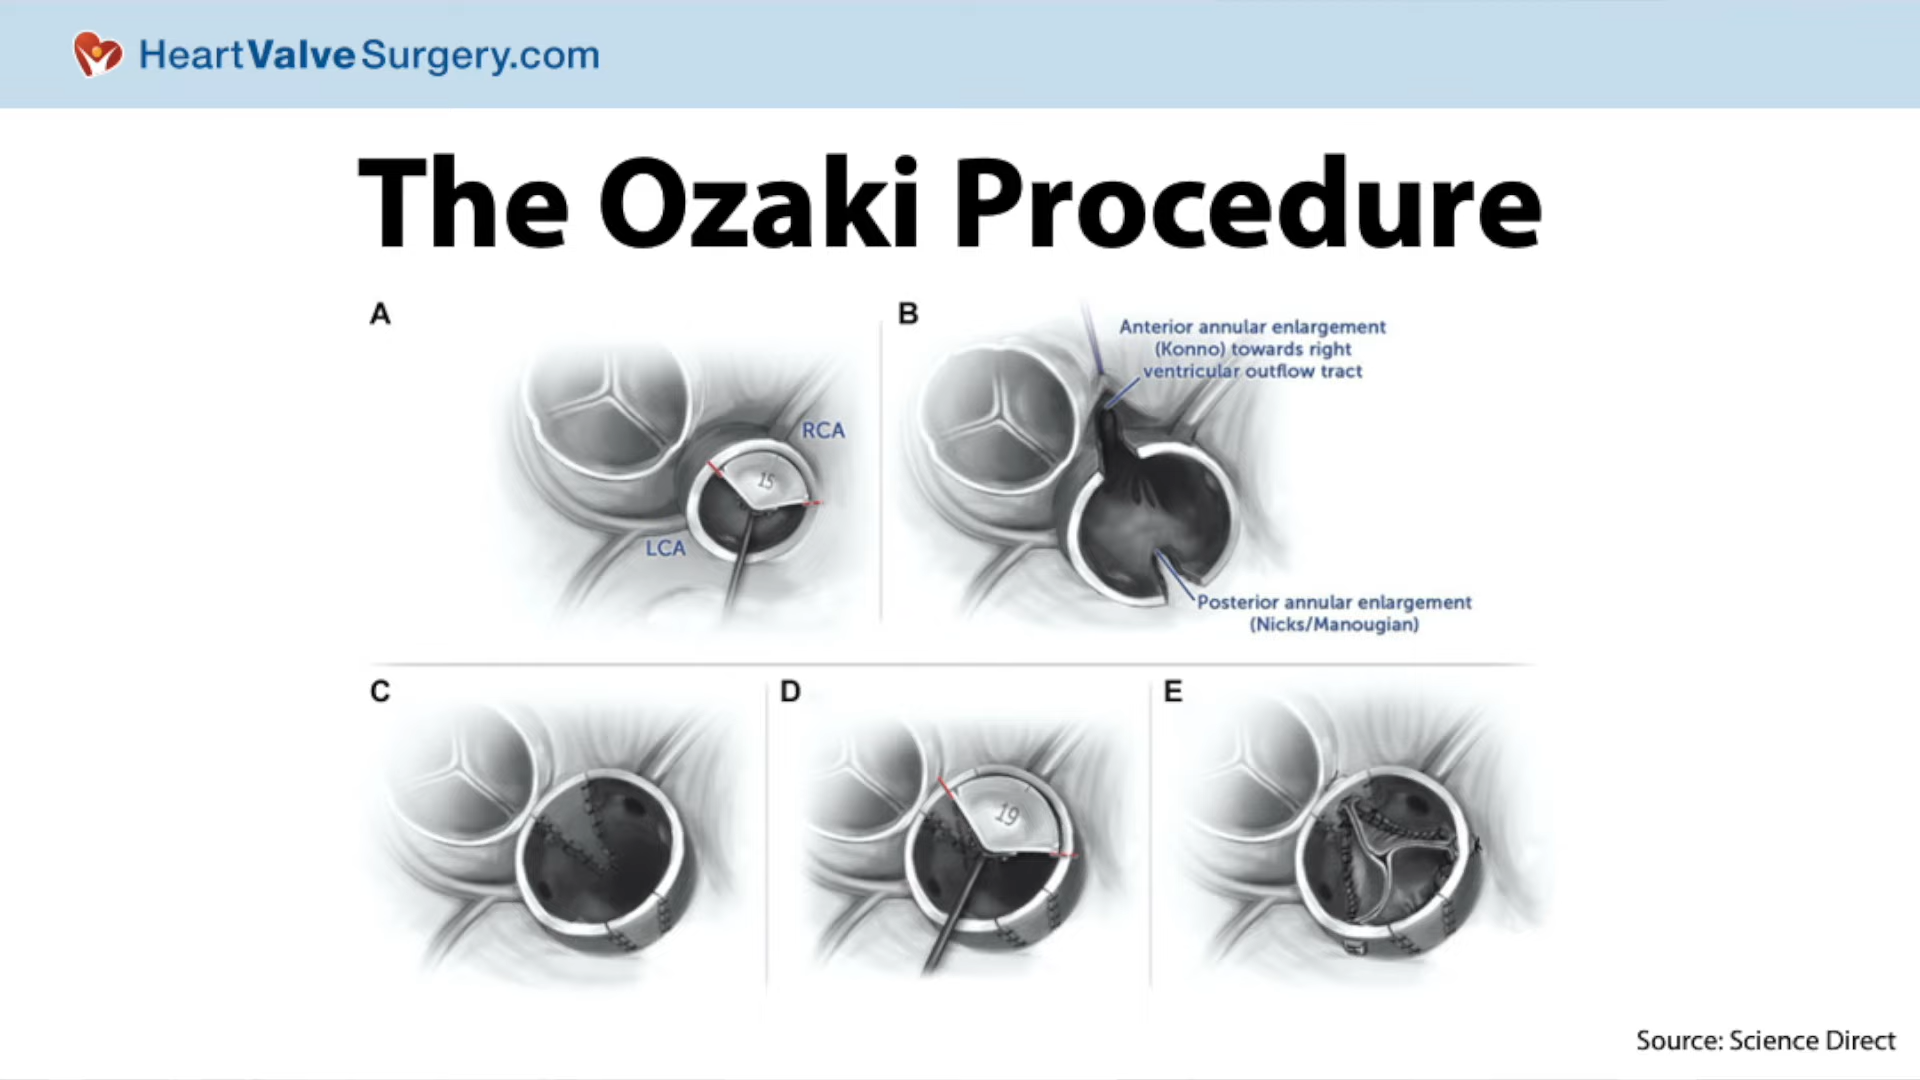 HeartValveSurgery.com
The Ozaki Procedure
A
RCA
15
LCA
B
Anterior annular enlargement
(Konno) towards right
ventricular outflow tract
Posterior annular enlargement
(Nicks/Manougian)
C
D
19
E
Source: Science Direct